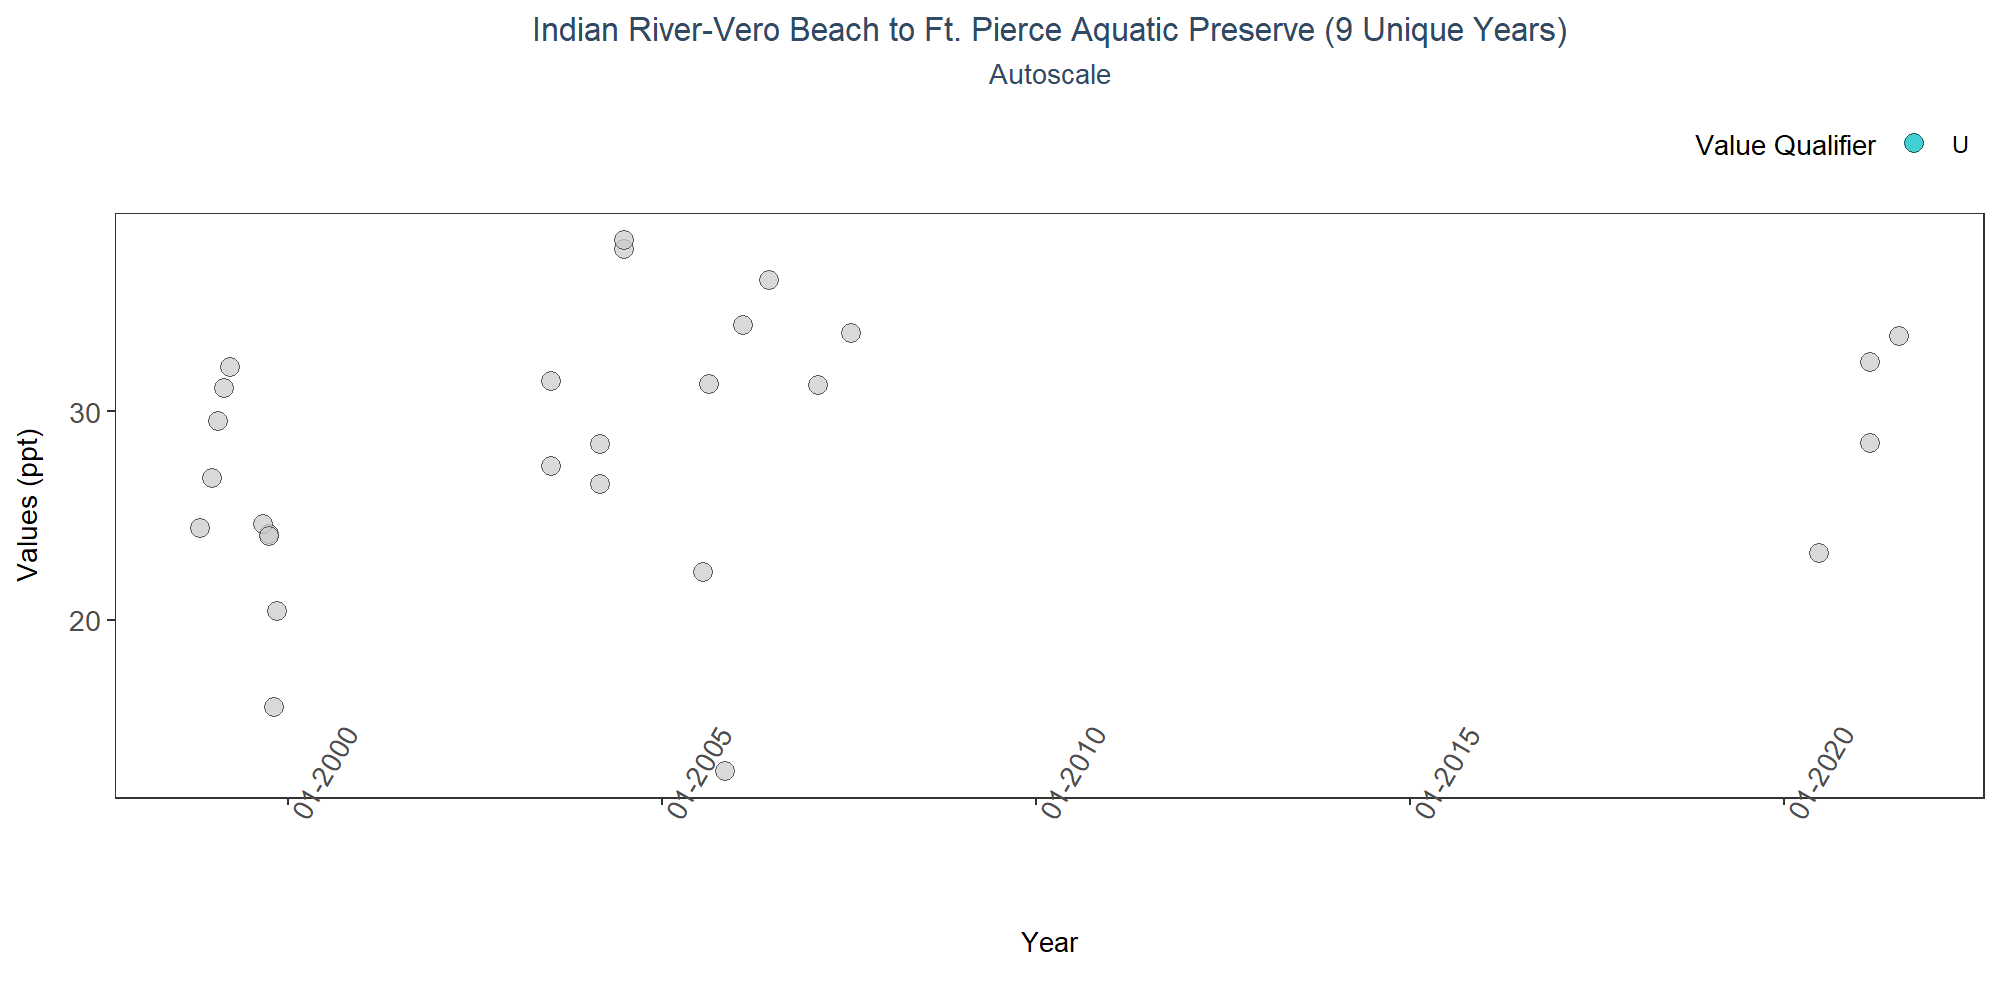 Indian River-Vero Beach to Ft. Pierce Aquatic Preserve (9 Unique Years)
Autoscale
Value Qualifier U
Values (ppt)
30
20
01-2000
01-2005
01-2010
01-2015
01-2020
Year